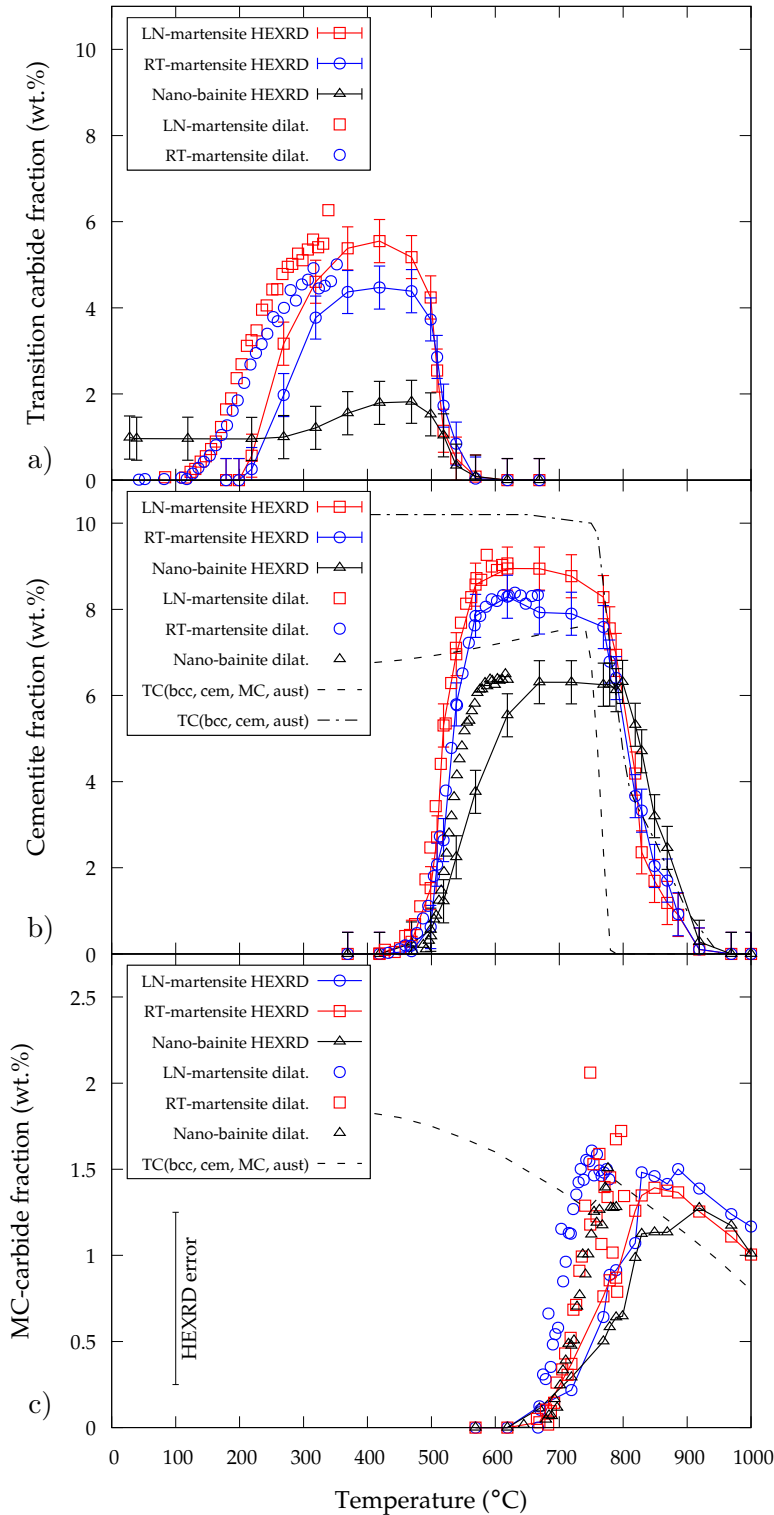 10
8
6
4
2
0
Transition carbide fraction (wt.%)
a)
LN-martensite HEXRD
RT-martensite HEXRD
Nano-bainite HEXRD
LN-martensite dilat.
RT-martensite dilat.
10
8
6
4
2
0
Cementite fraction (wt.%)
b)
LN-martensite HEXRD
RT-martensite HEXRD
Nano-bainite HEXRD
LN-martensite dilat.
RT-martensite dilat.
Nano-bainite dilat.
TC(bcc, cem, MC, aust)
TC(bcc, cem, aust)
2.5
2
1.5
1
0.5
0
MC-carbide fraction (wt.%)
c)
LN-martensite HEXRD
RT-martensite HEXRD
Nano-bainite HEXRD
LN-martensite dilat.
RT-martensite dilat.
Nano-bainite dilat.
TC(bcc, cem, MC, aust)
HEXRD error
0 100 200 300 400 500 600 700 800 900 1000
Temperature (°C)